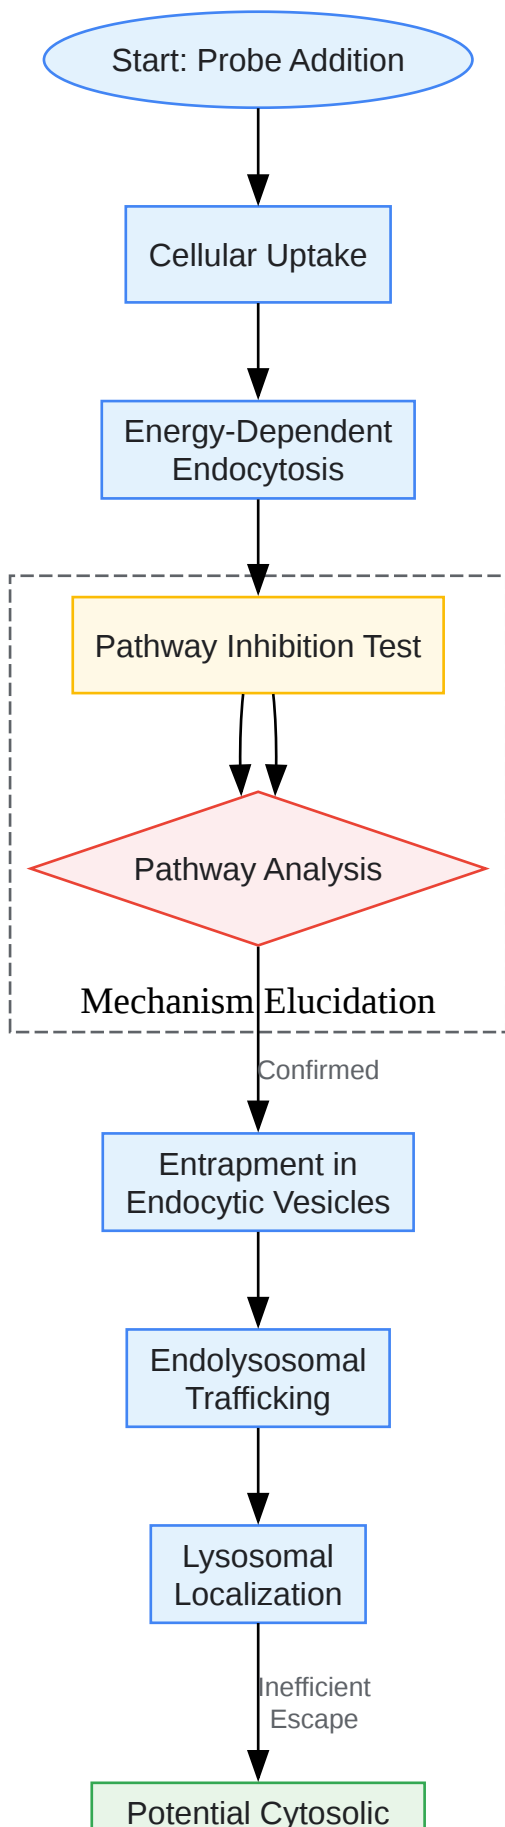 Start: Probe Addition
Cellular Uptake
Energy-Dependent
Endocytosis
Pathway Inhibition Test
Pathway Analysis
Mechanism Elucidation
Confirmed
Entrapment in
Endocytic Vesicles
Endolysosomal
Trafficking
Lysosomal
Localization
Inefficient
Escape
Potential Cytosolic